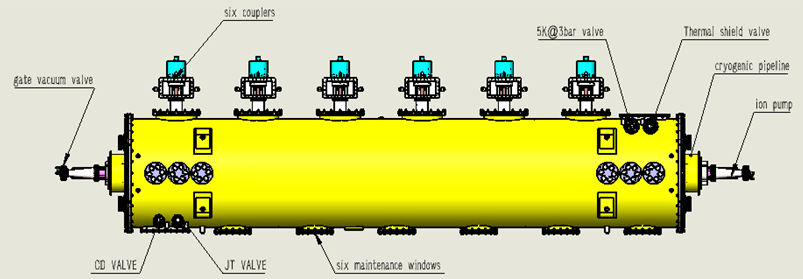 six couplers
5K@3bar valve
Thermal shield valve
gate vacuum valve
cryogenic pipeline
ion pump
CD VALVE
JT VALVE
six maintenance windows